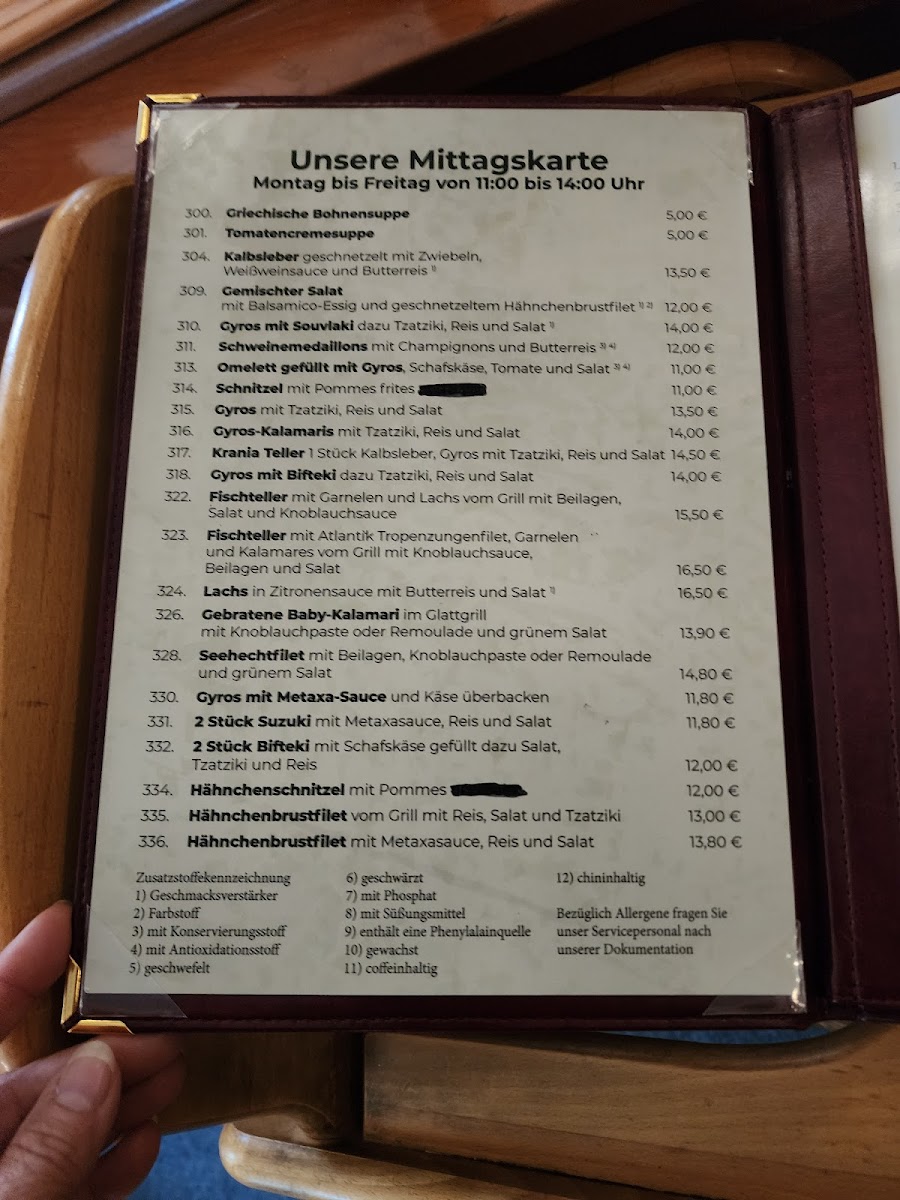 Unsere Mittagskarte
Montag bis Freitag von 11:00 bis 14:00 Uhr
300. Griechische Bohnensuppe 5,00 €
301. Tomatencremesuppe 5,00 €
304. Kalbsleber geschnetzelt mit Zwiebeln,
Weißweinsauce und Butterreis 1) 13,50 €
309. Gemischter Salat
mit Balsamico-Essig und geschnetzeltem Hähnchenbrustfilet 1) 2) 12,00 €
310. Gyros mit Souvlaki dazu Tzatziki, Reis und Salat 1) 14,00 €
311. Schweinemedaillons mit Champignons und Butterreis 3) 4) 12,00 €
313. Omelett gefüllt mit Gyros, Schafskäse, Tomate und Salat 3) 4) 11,00 €
314. Schnitzel mit Pommes frites 11,00 €
315. Gyros mit Tzatziki, Reis und Salat 13,50 €
316. Gyros-Kalamaris mit Tzatziki, Reis und Salat 14,00 €
317. Krania Teller 1 Stück Kalbsleber, Gyros mit Tzatziki, Reis und Salat 14,50 €
318. Gyros mit Bifteki dazu Tzatziki, Reis und Salat 14,00 €
322. Fischteller mit Garnelen und Lachs vom Grill mit Beilagen,
Salat und Knoblauchsauce 15,50 €
323. Fischteller mit Atlantik Tropenzungenfilet, Garnelen
und Kalamares vom Grill mit Knoblauchsauce,
Beilagen und Salat 16,50 €
324. Lachs in Zitronensauce mit Butterreis und Salat 1) 16,50 €
326. Gebratene Baby-Kalamari im Glattgrill
mit Knoblauchpaste oder Remoulade und grünem Salat 13,90 €
328. Seehechtfilet mit Beilagen, Knoblauchpaste oder Remoulade
und grünem Salat 14,80 €
330. Gyros mit Metaxa-Sauce und Käse überbacken 11,80 €
331. 2 Stück Suzuki mit Metaxasauce, Reis und Salat 11,80 €
332. 2 Stück Bifteki mit Schafskäse gefüllt dazu Salat,
Tzatziki und Reis 12,00 €
334. Hähnchenschnitzel mit Pommes 12,00 €
335. Hähnchenbrustfilet vom Grill mit Reis, Salat und Tzatziki 13,00 €
336. Hähnchenbrustfilet mit Metaxasauce, Reis und Salat 13,80 €
Zusatzstoffekennzeichnung
1) Geschmacksverstärker
2) Farbstoff
3) mit Konservierungsstoff
4) mit Antioxidationsstoff
5) geschwefelt
6) geschwärzt
7) mit Phosphat
8) mit Süßungsmittel
9) enthält eine Phenylalainquelle
10) gewachst
11) coffeinhaltig
12) chininhaltig
Bezüglich Allergene fragen Sie
unser Servicepersonal nach
unserer Dokumentation